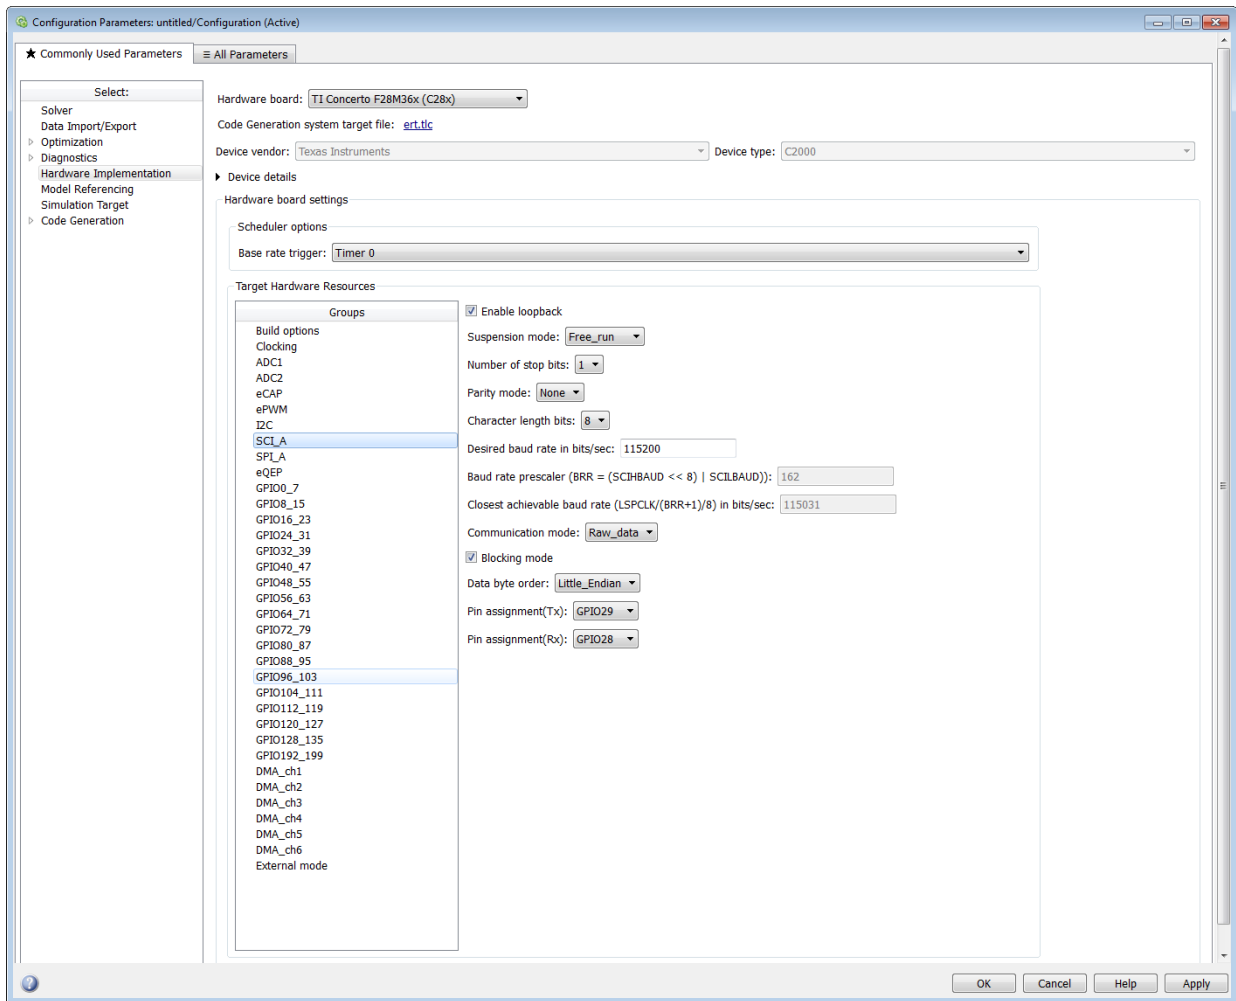 Configuration Parameters: untitled/Configuration (Active)
★ Commonly Used Parameters
≡ All Parameters
Select:
Solver
Data Import/Export
Optimization
Diagnostics
Hardware Implementation
Model Referencing
Simulation Target
Code Generation
Hardware board: TI Concerto F28M36x (C28x)
Code Generation system target file: ert.tlc
Device vendor: Texas Instruments
Device type: C2000
Device details
Hardware board settings
Scheduler options
Base rate trigger: Timer 0
Target Hardware Resources
Groups
Build options
Clocking
ADC1
ADC2
eCAP
ePWM
I2C
SCI_A
SPI_A
eQEP
GPIO0_7
GPIO8_15
GPIO16_23
GPIO24_31
GPIO32_39
GPIO40_47
GPIO48_55
GPIO56_63
GPIO64_71
GPIO72_79
GPIO80_87
GPIO88_95
GPIO96_103
GPIO104_111
GPIO112_119
GPIO120_127
GPIO128_135
GPIO192_199
DMA_ch1
DMA_ch2
DMA_ch3
DMA_ch4
DMA_ch5
DMA_ch6
External mode
Enable loopback
Suspension mode: Free_run
Number of stop bits: 1
Parity mode: None
Character length bits: 8
Desired baud rate in bits/sec: 115200
Baud rate prescaler (BRR = (SCIHBAUD << 8) | SCILBAUD)): 162
Closest achievable baud rate (LSPCLK/(BRR+1)/8) in bits/sec: 115031
Communication mode: Raw_data
Blocking mode
Data byte order: Little_Endian
Pin assignment(Tx): GPIO29
Pin assignment(Rx): GPIO28
OK
Cancel
Help
Apply